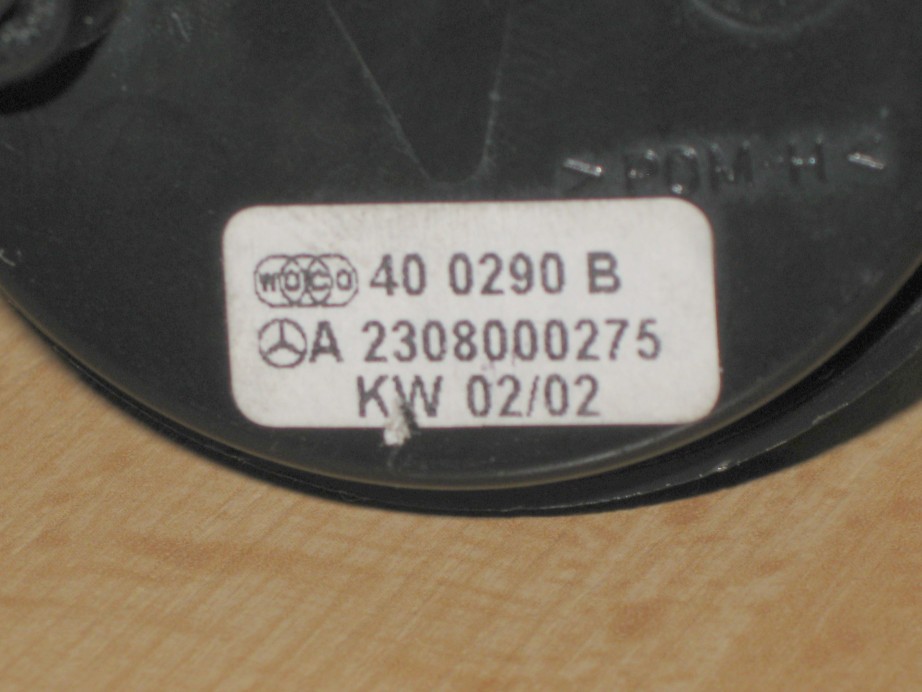 > POM-H <
WOCO 40 0290 B
A 2308000275
KW 02/02